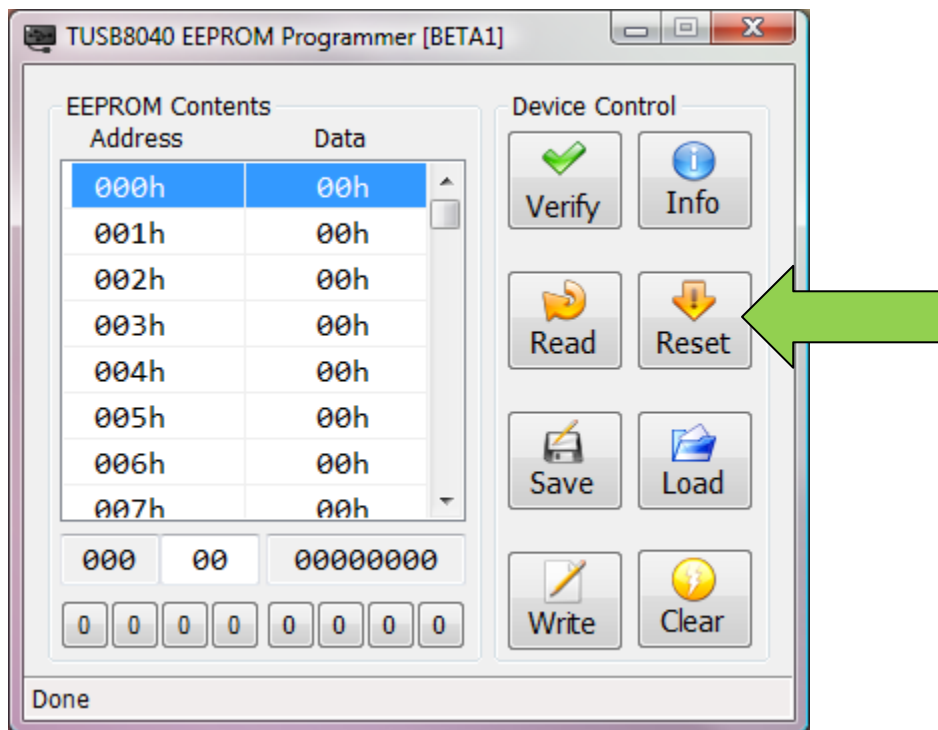 TUSB8040 EEPROM Programmer [BETA1]
EEPROM Contents
Address Data
000h 00h
001h 00h
002h 00h
003h 00h
004h 00h
005h 00h
006h 00h
007h 00h
000 00 00000000
0 0 0 0 0 0 0 0
Device Control
Verify Info
Read Reset
Save Load
Write Clear
Done